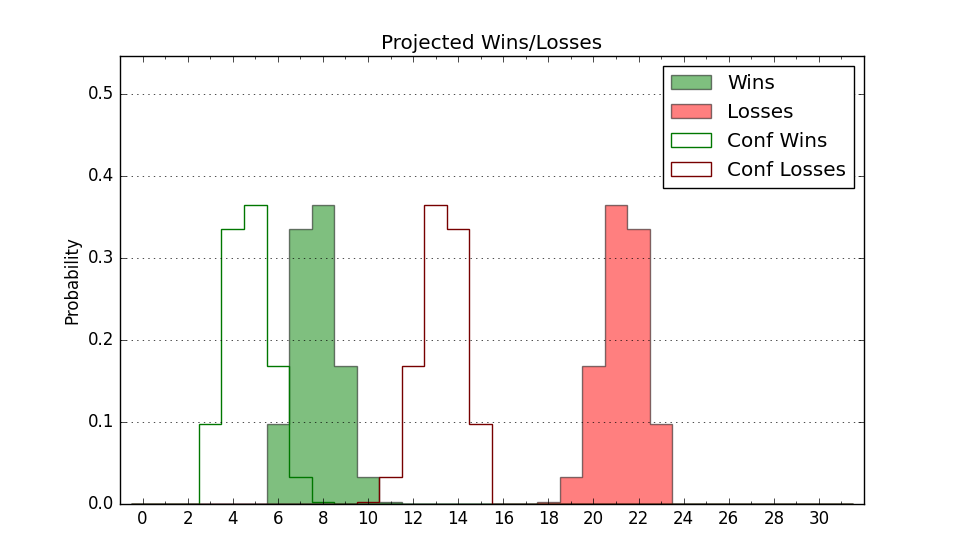 Projected Wins/Losses
Wins
Losses
Conf Wins
Conf Losses
Probability
0.5
0.4
0.3
0.2
0.1
0.0
0 2 4 6 8 10 12 14 16 18 20 22 24 26 28 30